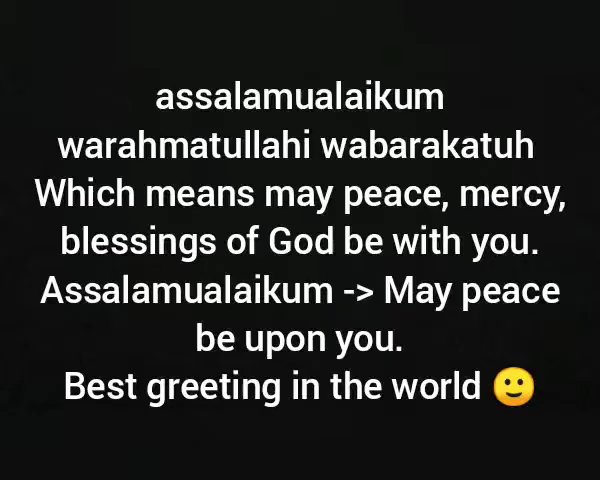 assalamualaikum
warahmatullahi wabarakatuh
Which means may peace, mercy,
blessings of God be with you.
Assalamualaikum -> May peace
be upon you.
Best greeting in the world 🙂